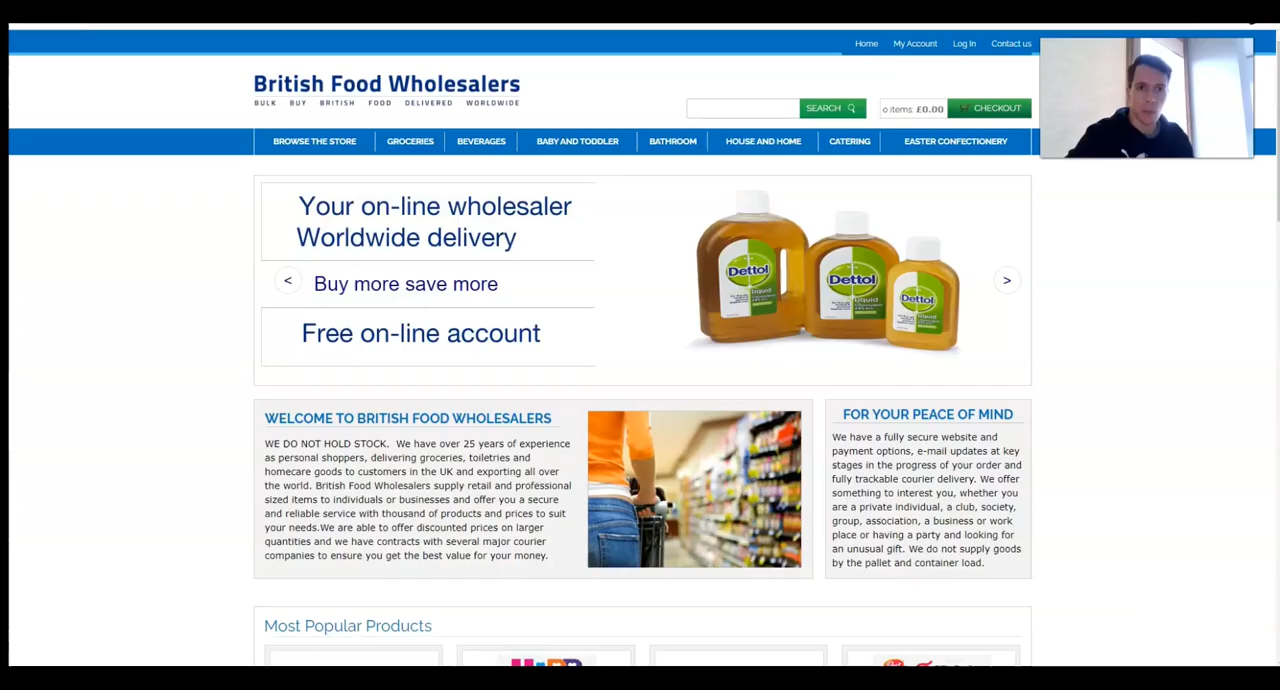 Home My Account Log In Contact us
British Food Wholesalers
BULK BUY BRITISH FOOD DELIVERED WORLDWIDE
SEARCH
0 items: £0.00
CHECKOUT
BROWSE THE STORE GROCERIES BEVERAGES BABY AND TODDLER BATHROOM HOUSE AND HOME CATERING EASTER CONFECTIONERY
Your on-line wholesaler
Worldwide delivery
< Buy more save more >
Free on-line account
Dettol
Liquid
Dettol
Liquid
Dettol
Liquid
WELCOME TO BRITISH FOOD WHOLESALERS
WE DO NOT HOLD STOCK. We have over 25 years of experience
as personal shoppers, delivering groceries, toiletries and
homecare goods to customers in the UK and exporting all over
the world. British Food Wholesalers supply retail and professional
sized items to individuals or businesses and offer you a secure
and reliable service with thousand of products and prices to suit
your needs.We are able to offer discounted prices on larger
quantities and we have contracts with several major courier
companies to ensure you get the best value for your money.
FOR YOUR PEACE OF MIND
We have a fully secure website and
payment options, e-mail updates at key
stages in the progress of your order and
fully trackable courier delivery. We offer
something to interest you, whether you
are a private individual, a club, society,
group, association, a business or work
place or having a party and looking for
an unusual gift. We do not supply goods
by the pallet and container load.
Most Popular Products